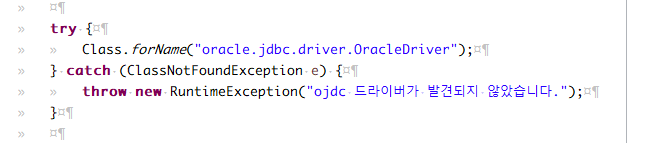 try {
Class.forName("oracle.jdbc.driver.OracleDriver");
} catch (ClassNotFoundException e) {
throw new RuntimeException("ojdc 드라이버가 발견되지 않았습니다.");
}